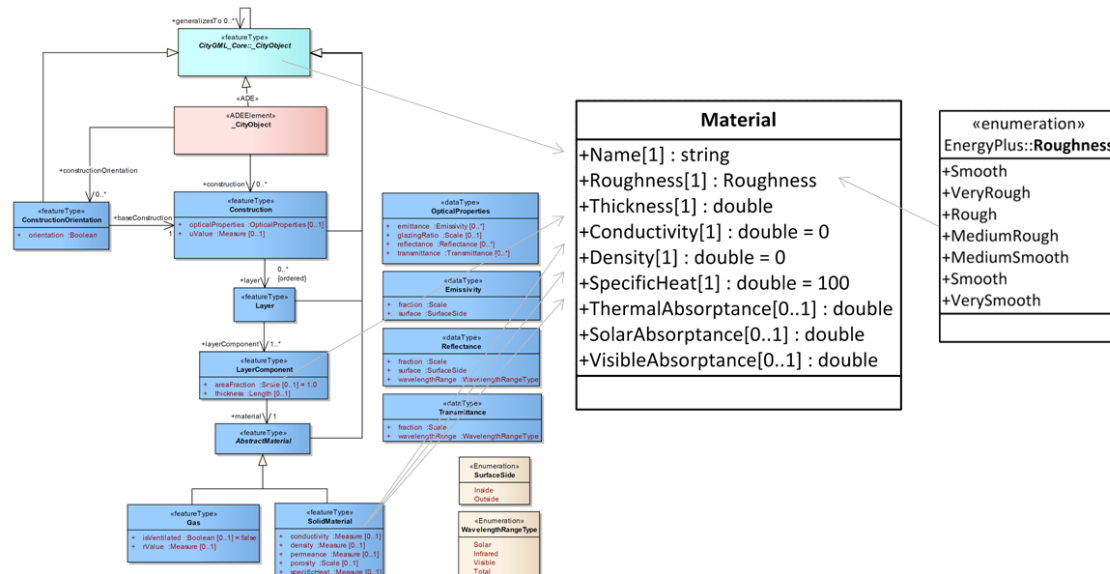 +generalizesTo 0..*
«featureType»
CityGML_Core::_CityObject
«ADE»
«ADEElement»
_CityObject
+constructionOrientation
0..*
+construction 0..*
«featureType»
ConstructionOrientation
+ orientation :Boolean
+baseConstruction
1
«featureType»
Construction
+ opticalProperties :OpticalProperties [0..1]
+ uValue :Measure [0..1]
+layer
0..*
{ordered}
«featureType»
Layer
+layerComponent 1..*
«featureType»
LayerComponent
+ areaFraction :Scale [0..1] = 1.0
+ thickness :Length [0..1]
+material 1
«featureType»
AbstractMaterial
«featureType»
Gas
+ isVentilated :Boolean [0..1] = false
+ rValue :Measure [0..1]
«featureType»
SolidMaterial
+ conductivity :Measure [0..1]
+ density :Measure [0..1]
+ permeance :Measure [0..1]
+ porosity :Scale [0..1]
+ specificHeat :Measure [0..1]
«dataType»
OpticalProperties
+ emittance :Emissivity [0..*]
+ glazingRatio :Scale [0..1]
+ reflectance :Reflectance [0..*]
+ transmittance :Transmittance [0..*]
«dataType»
Emissivity
+ fraction :Scale
+ surface :SurfaceSide
«dataType»
Reflectance
+ fraction :Scale
+ surface :SurfaceSide
+ wavelengthRange :WavelengthRangeType
«dataType»
Transmittance
+ fraction :Scale
+ wavelengthRange :WavelengthRangeType
«Enumeration»
SurfaceSide
Inside
Outside
«Enumeration»
WavelengthRangeType
Solar
Infrared
Visible
Total
Material
+Name[1] : string
+Roughness[1] : Roughness
+Thickness[1] : double
+Conductivity[1] : double = 0
+Density[1] : double = 0
+SpecificHeat[1] : double = 100
+ThermalAbsorptance[0..1] : double
+SolarAbsorptance[0..1] : double
+VisibleAbsorptance[0..1] : double
«enumeration»
EnergyPlus::Roughness
+Smooth
+VeryRough
+Rough
+MediumRough
+MediumSmooth
+Smooth
+VerySmooth